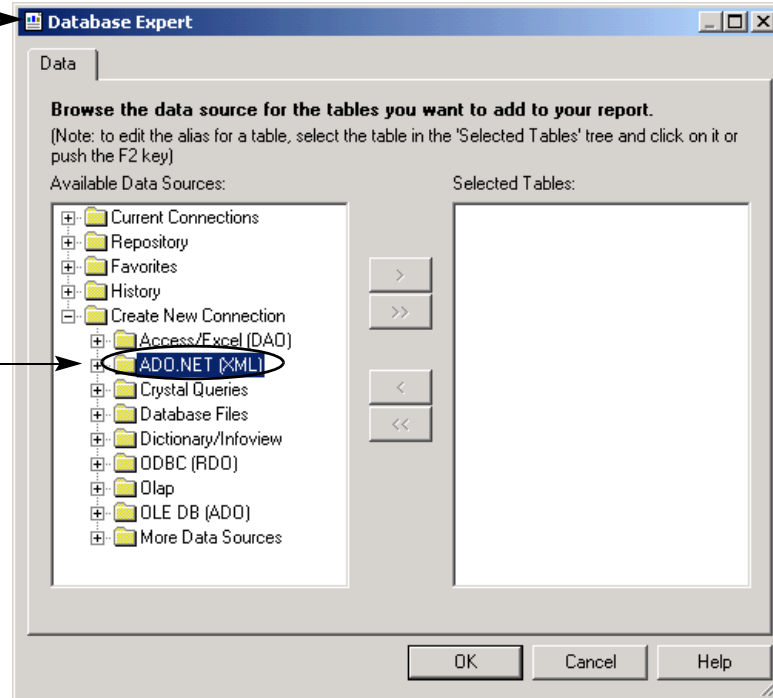 Database Expert
Data
Browse the data source for the tables you want to add to your report.
(Note: to edit the alias for a table, select the table in the 'Selected Tables' tree and click on it or
push the F2 key)
Available Data Sources:
Selected Tables:
Current Connections
Repository
Favorites
History
Create New Connection
Access/Excel (DAO)
ADO.NET (XML)
Crystal Queries
Database Files
Dictionary/Infoview
ODBC (RDO)
Olap
OLE DB (ADO)
More Data Sources
>
>>
<
<<
OK
Cancel
Help